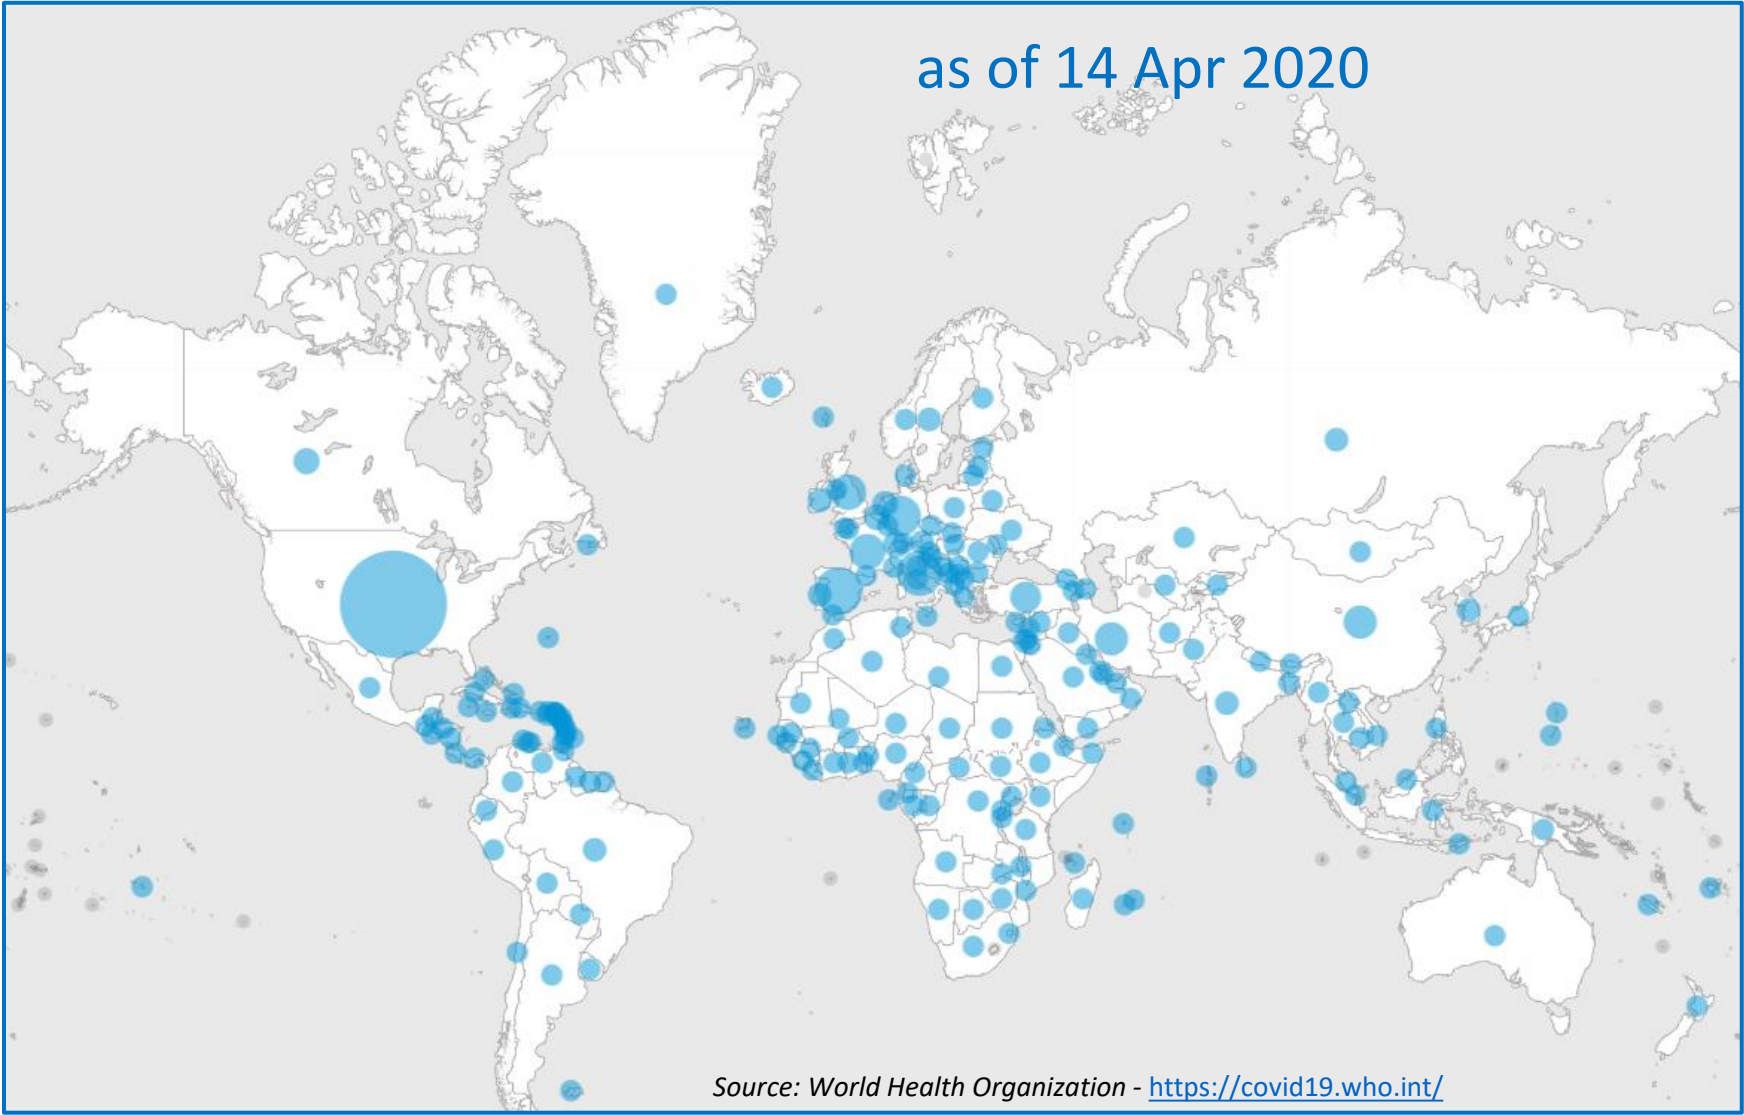 as of 14 Apr 2020
Source: World Health Organization - https://covid19.who.int/